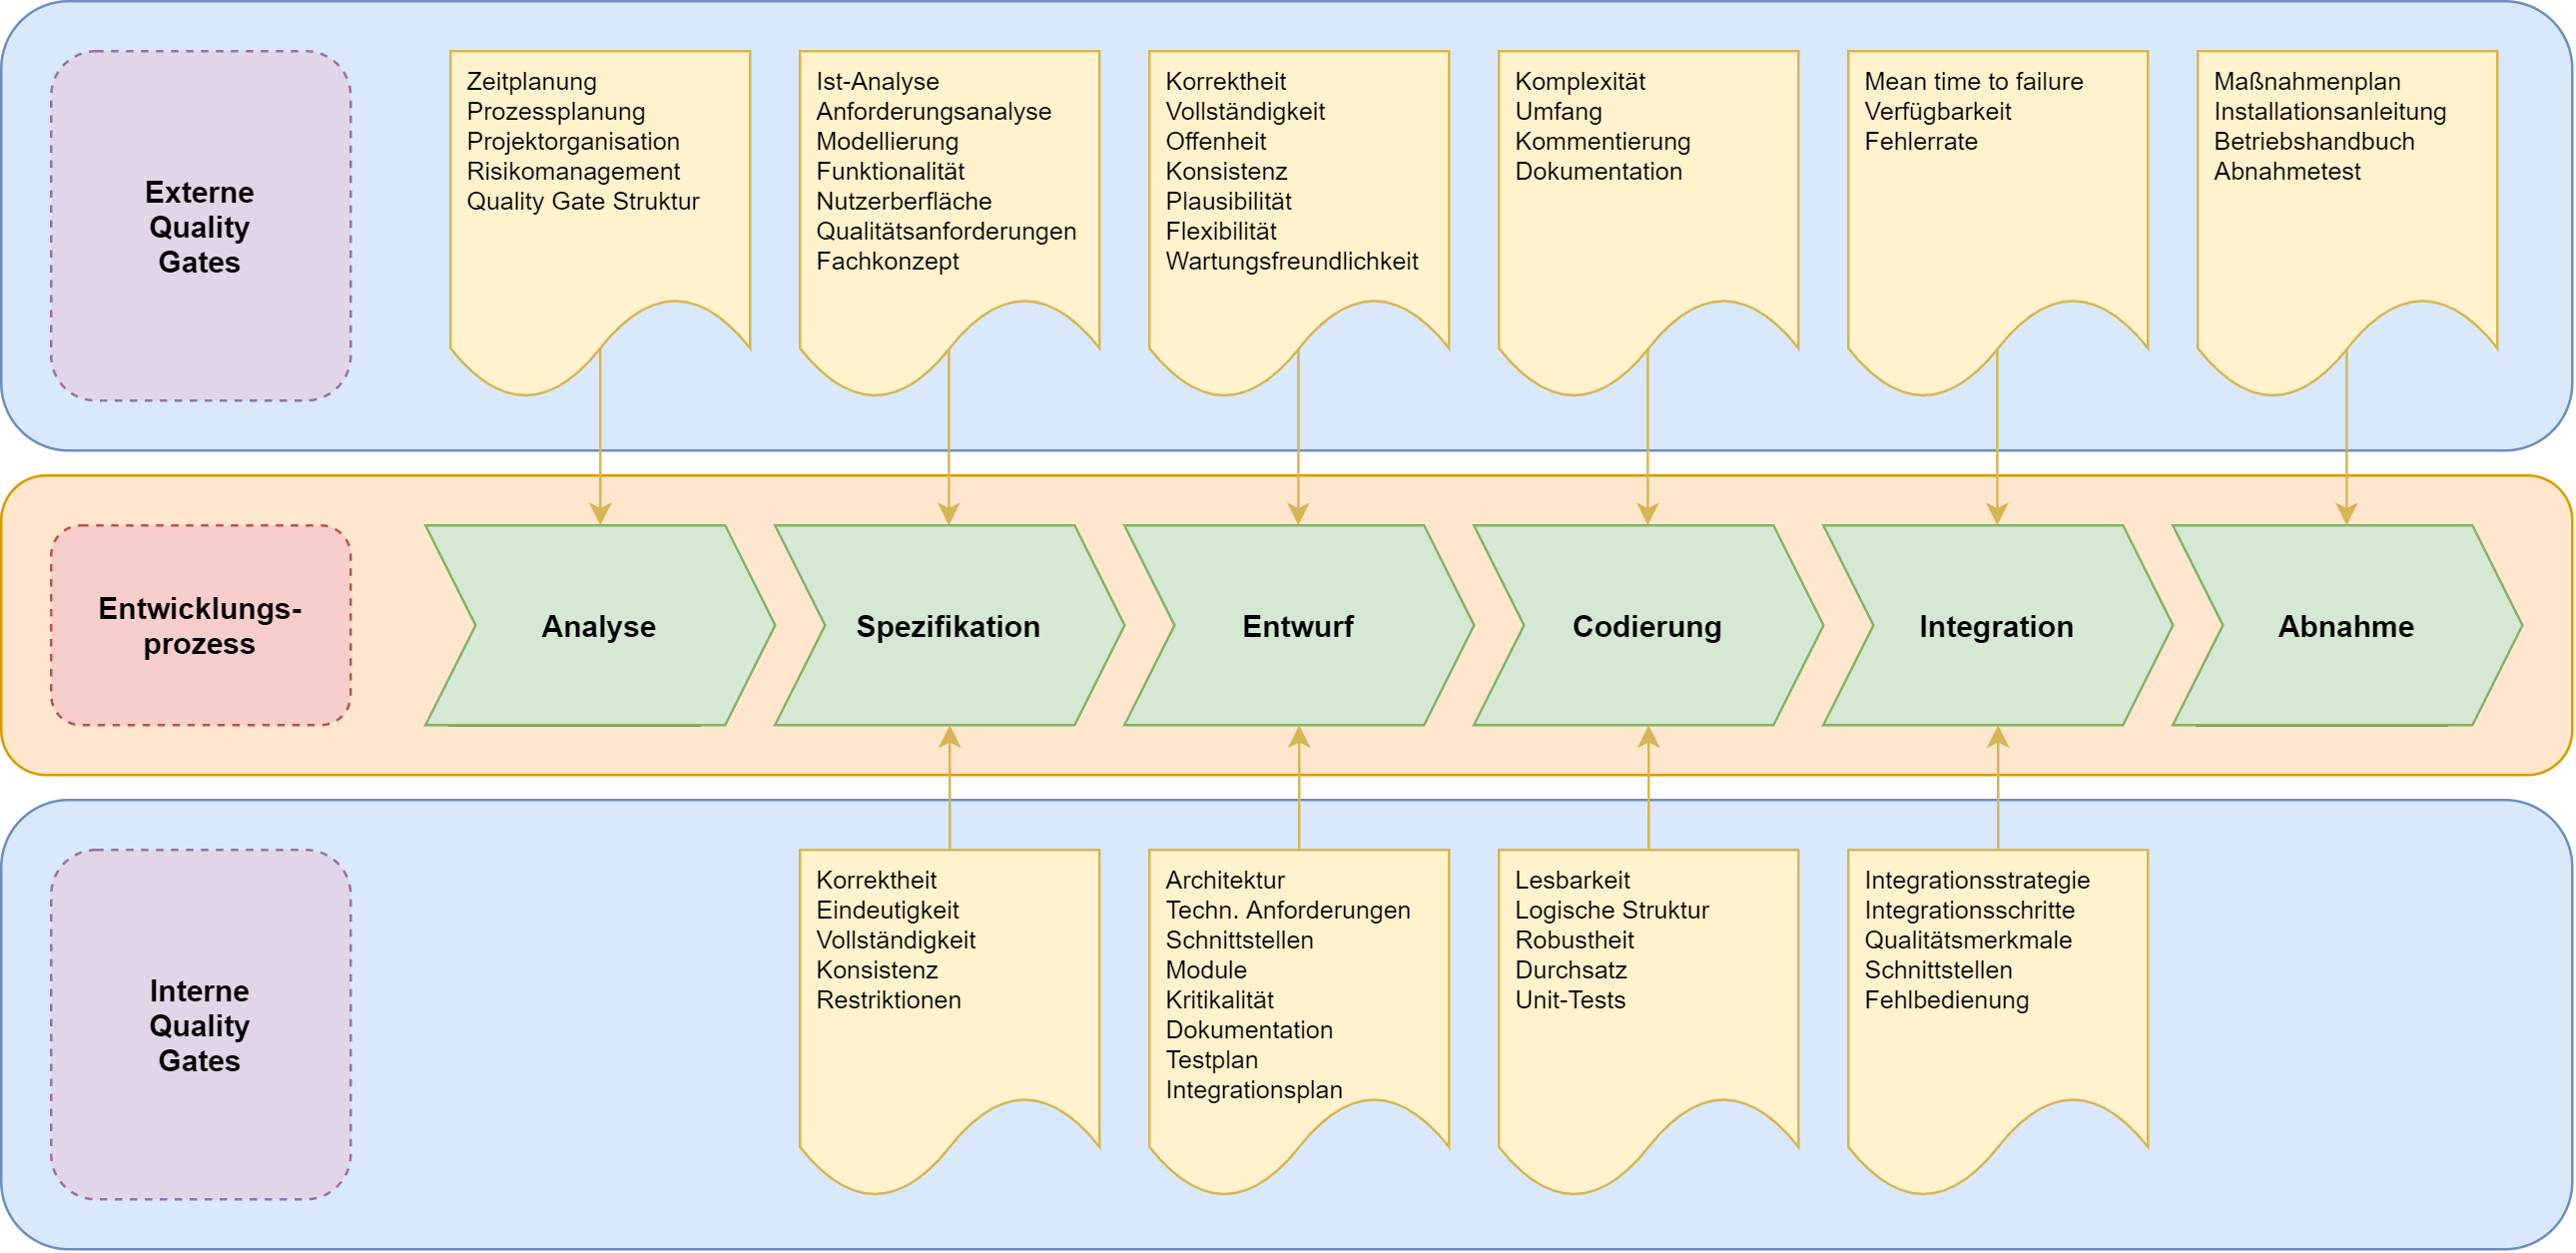 Externe
Quality
Gates
Zeitplanung
Prozessplanung
Projektorganisation
Risikomanagement
Quality Gate Struktur
Ist-Analyse
Anforderungsanalyse
Modellierung
Funktionalität
Nutzerberfläche
Qualitätsanforderungen
Fachkonzept
Korrektheit
Vollständigkeit
Offenheit
Konsistenz
Plausibilität
Flexibilität
Wartungsfreundlichkeit
Komplexität
Umfang
Kommentierung
Dokumentation
Mean time to failure
Verfügbarkeit
Fehlerrate
Maßnahmenplan
Installationsanleitung
Betriebshandbuch
Abnahmetest
Entwicklungs-
prozess
Analyse
Spezifikation
Entwurf
Codierung
Integration
Abnahme
Interne
Quality
Gates
Korrektheit
Eindeutigkeit
Vollständigkeit
Konsistenz
Restriktionen
Architektur
Techn. Anforderungen
Schnittstellen
Module
Kritikalität
Dokumentation
Testplan
Integrationsplan
Lesbarkeit
Logische Struktur
Robustheit
Durchsatz
Unit-Tests
Integrationsstrategie
Integrationsschritte
Qualitätsmerkmale
Schnittstellen
Fehlbedienung